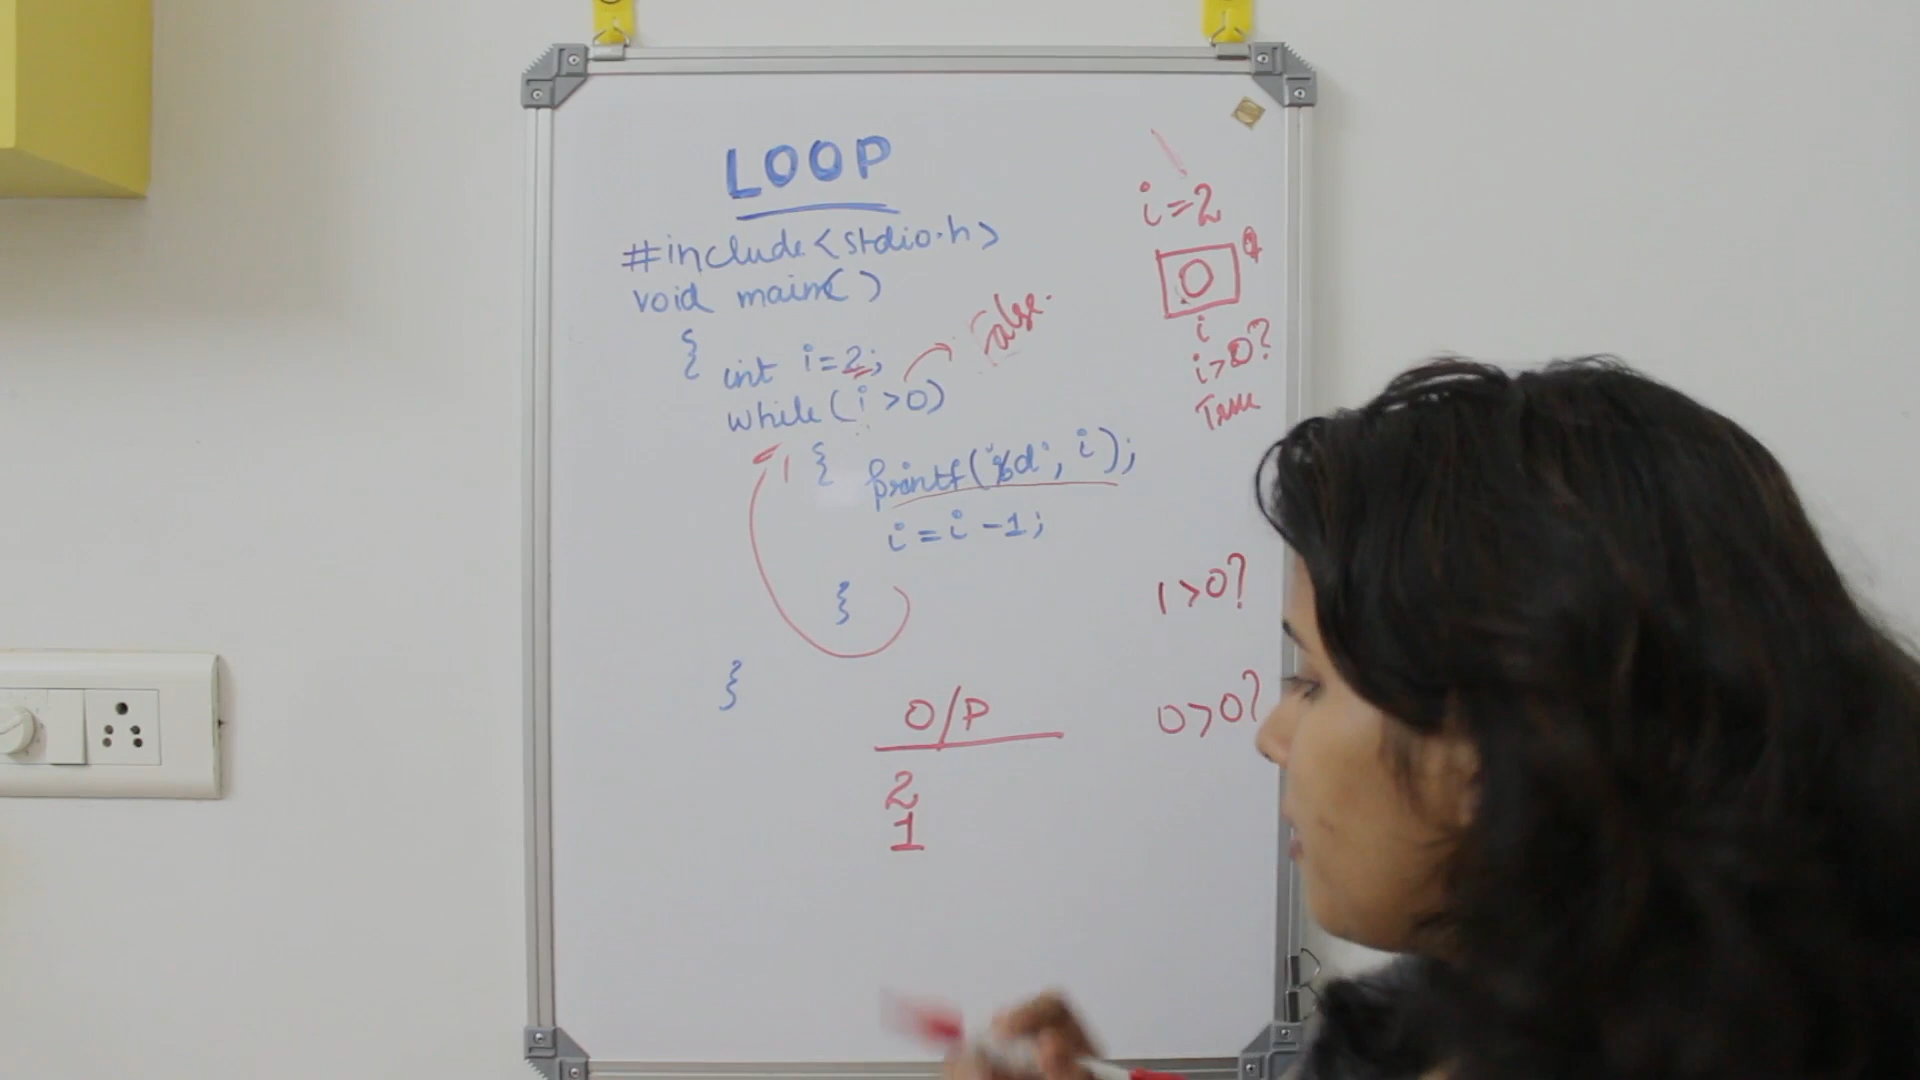 LOOP
#include<stdio.h>
void main()
{
int i=2;
while(i>0)
{ printf("%d", i);
i=i-1;
}
}
False.
O/P
2
1
i=2
0
i
i>0?
True
1>0?
0>0?